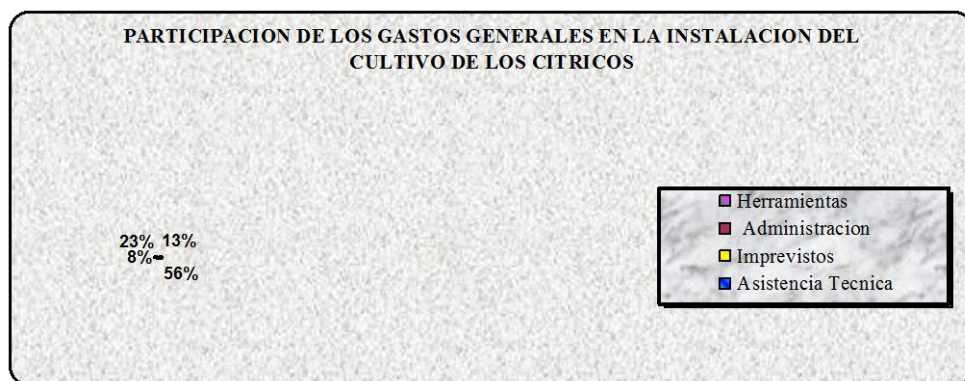 PARTICIPACION DE LOS GASTOS GENERALES EN LA INSTALACION DEL
CULTIVO DE LOS CITRICOS
23% 13%
8%
56%
Herramientas
Administracion
Imprevistos
Asistencia Tecnica